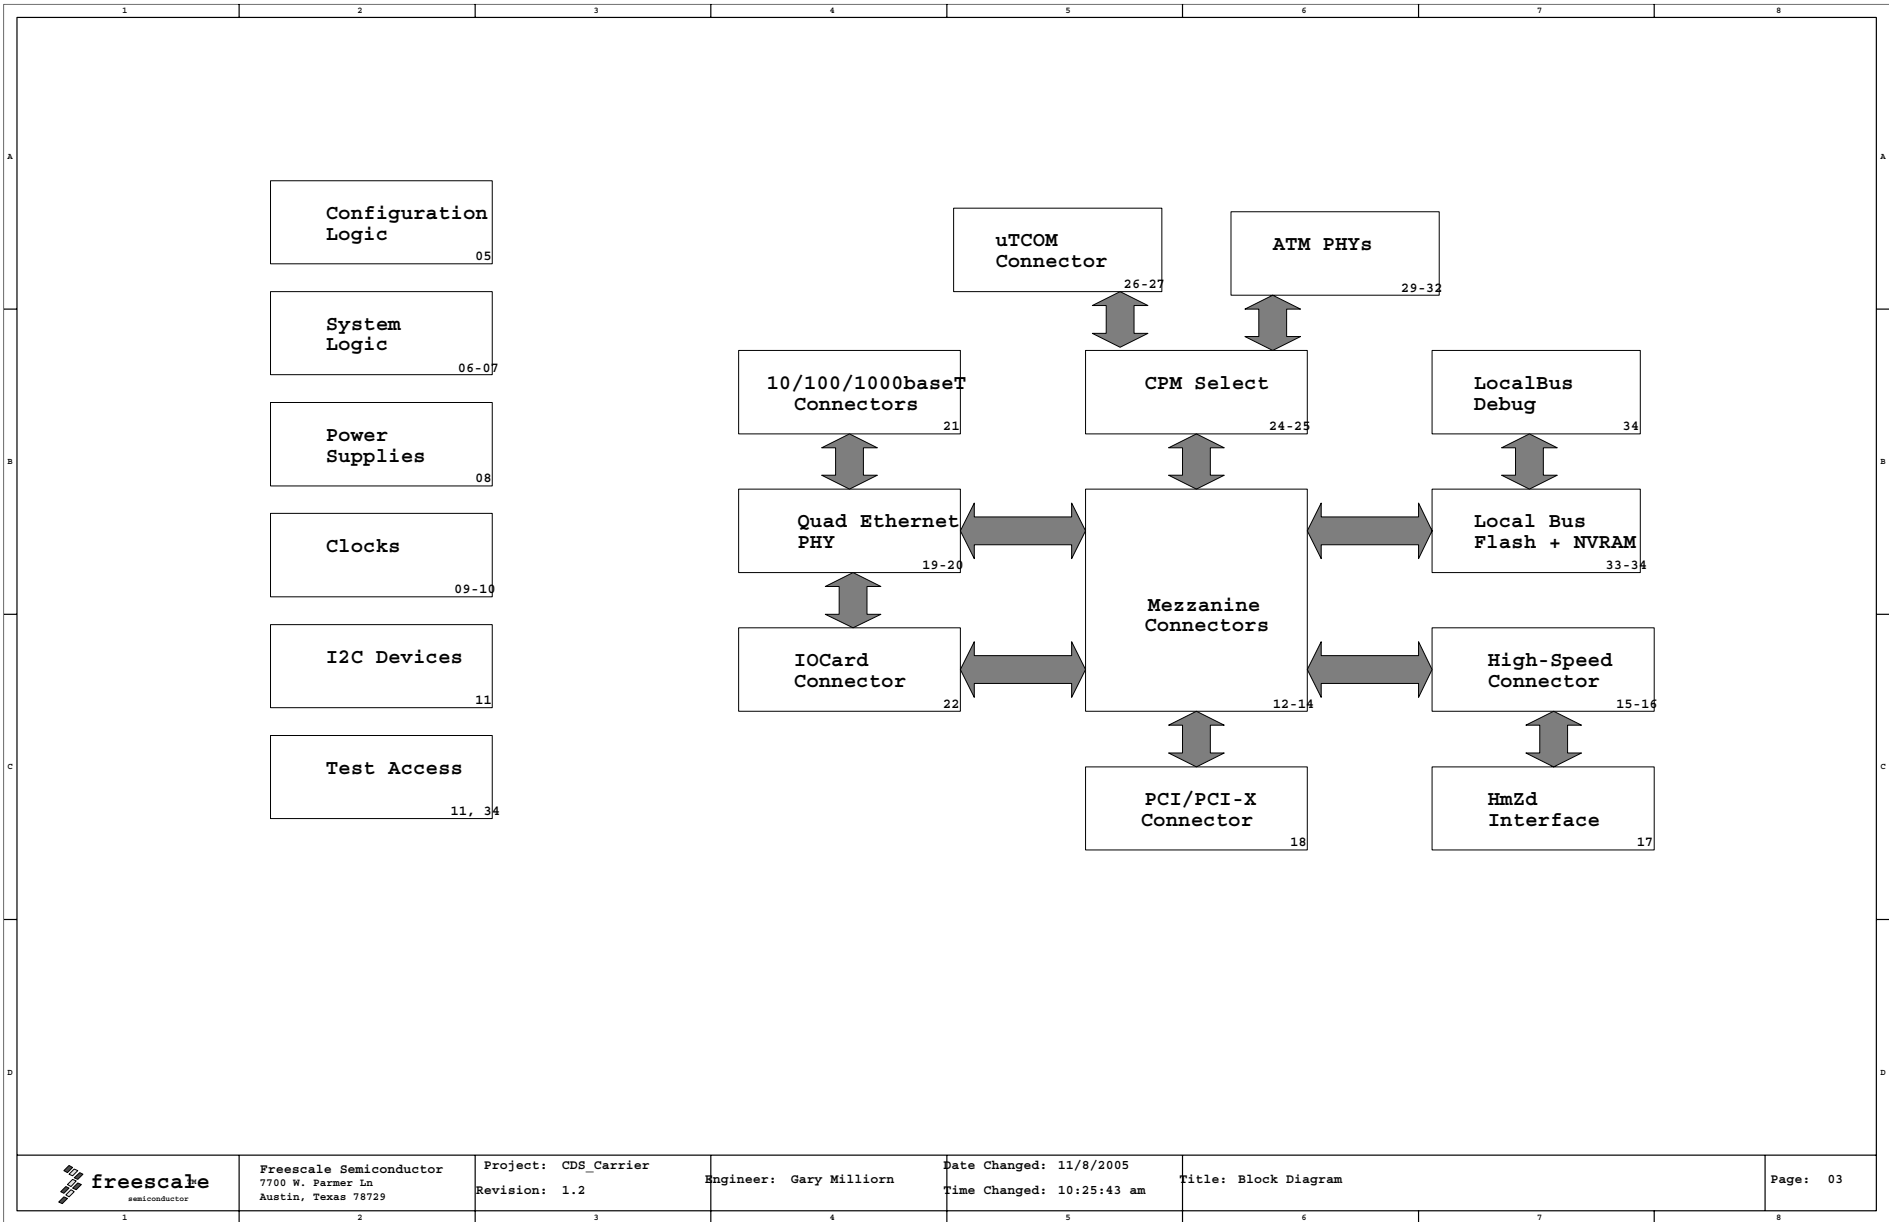 1 2 3 4 5 6 7 8
A A
Configuration
Logic
05
uTCOM
Connector
26-27
ATM PHYs
29-32
System
Logic
06-07
10/100/1000baseT
Connectors
21
CPM Select
24-25
LocalBus
Debug
34
Power
Supplies
08
B B
Quad Ethernet
PHY
19-20
Local Bus
Flash + NVRAM
33-34
Clocks
09-10
Mezzanine
Connectors
12-14
I2C Devices
11
IOCard
Connector
22
High-Speed
Connector
15-16
Test Access
11, 34
C C
PCI/PCI-X
Connector
18
HmZd
Interface
17
D D
freescale TM
semiconductor
Freescale Semiconductor
7700 W. Parmer Ln
Austin, Texas 78729
Project: CDS_Carrier
Revision: 1.2
Engineer: Gary Milliorn
Date Changed: 11/8/2005
Time Changed: 10:25:43 am
Title: Block Diagram
Page: 03
1 2 3 4 5 6 7 8